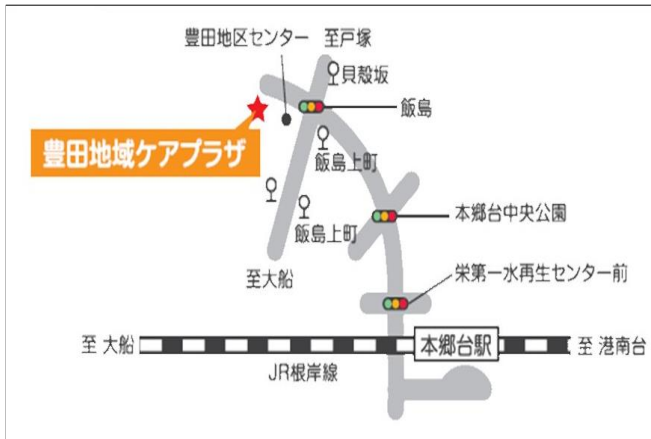 豊田地区センター
至戸塚
貝殻坂
飯島
豊田地域ケアプラザ
飯島上町
飯島上町
本郷台中央公園
至大船
栄第一水再生センター前
至 大船
本郷台駅
至 港南台
JR根岸線